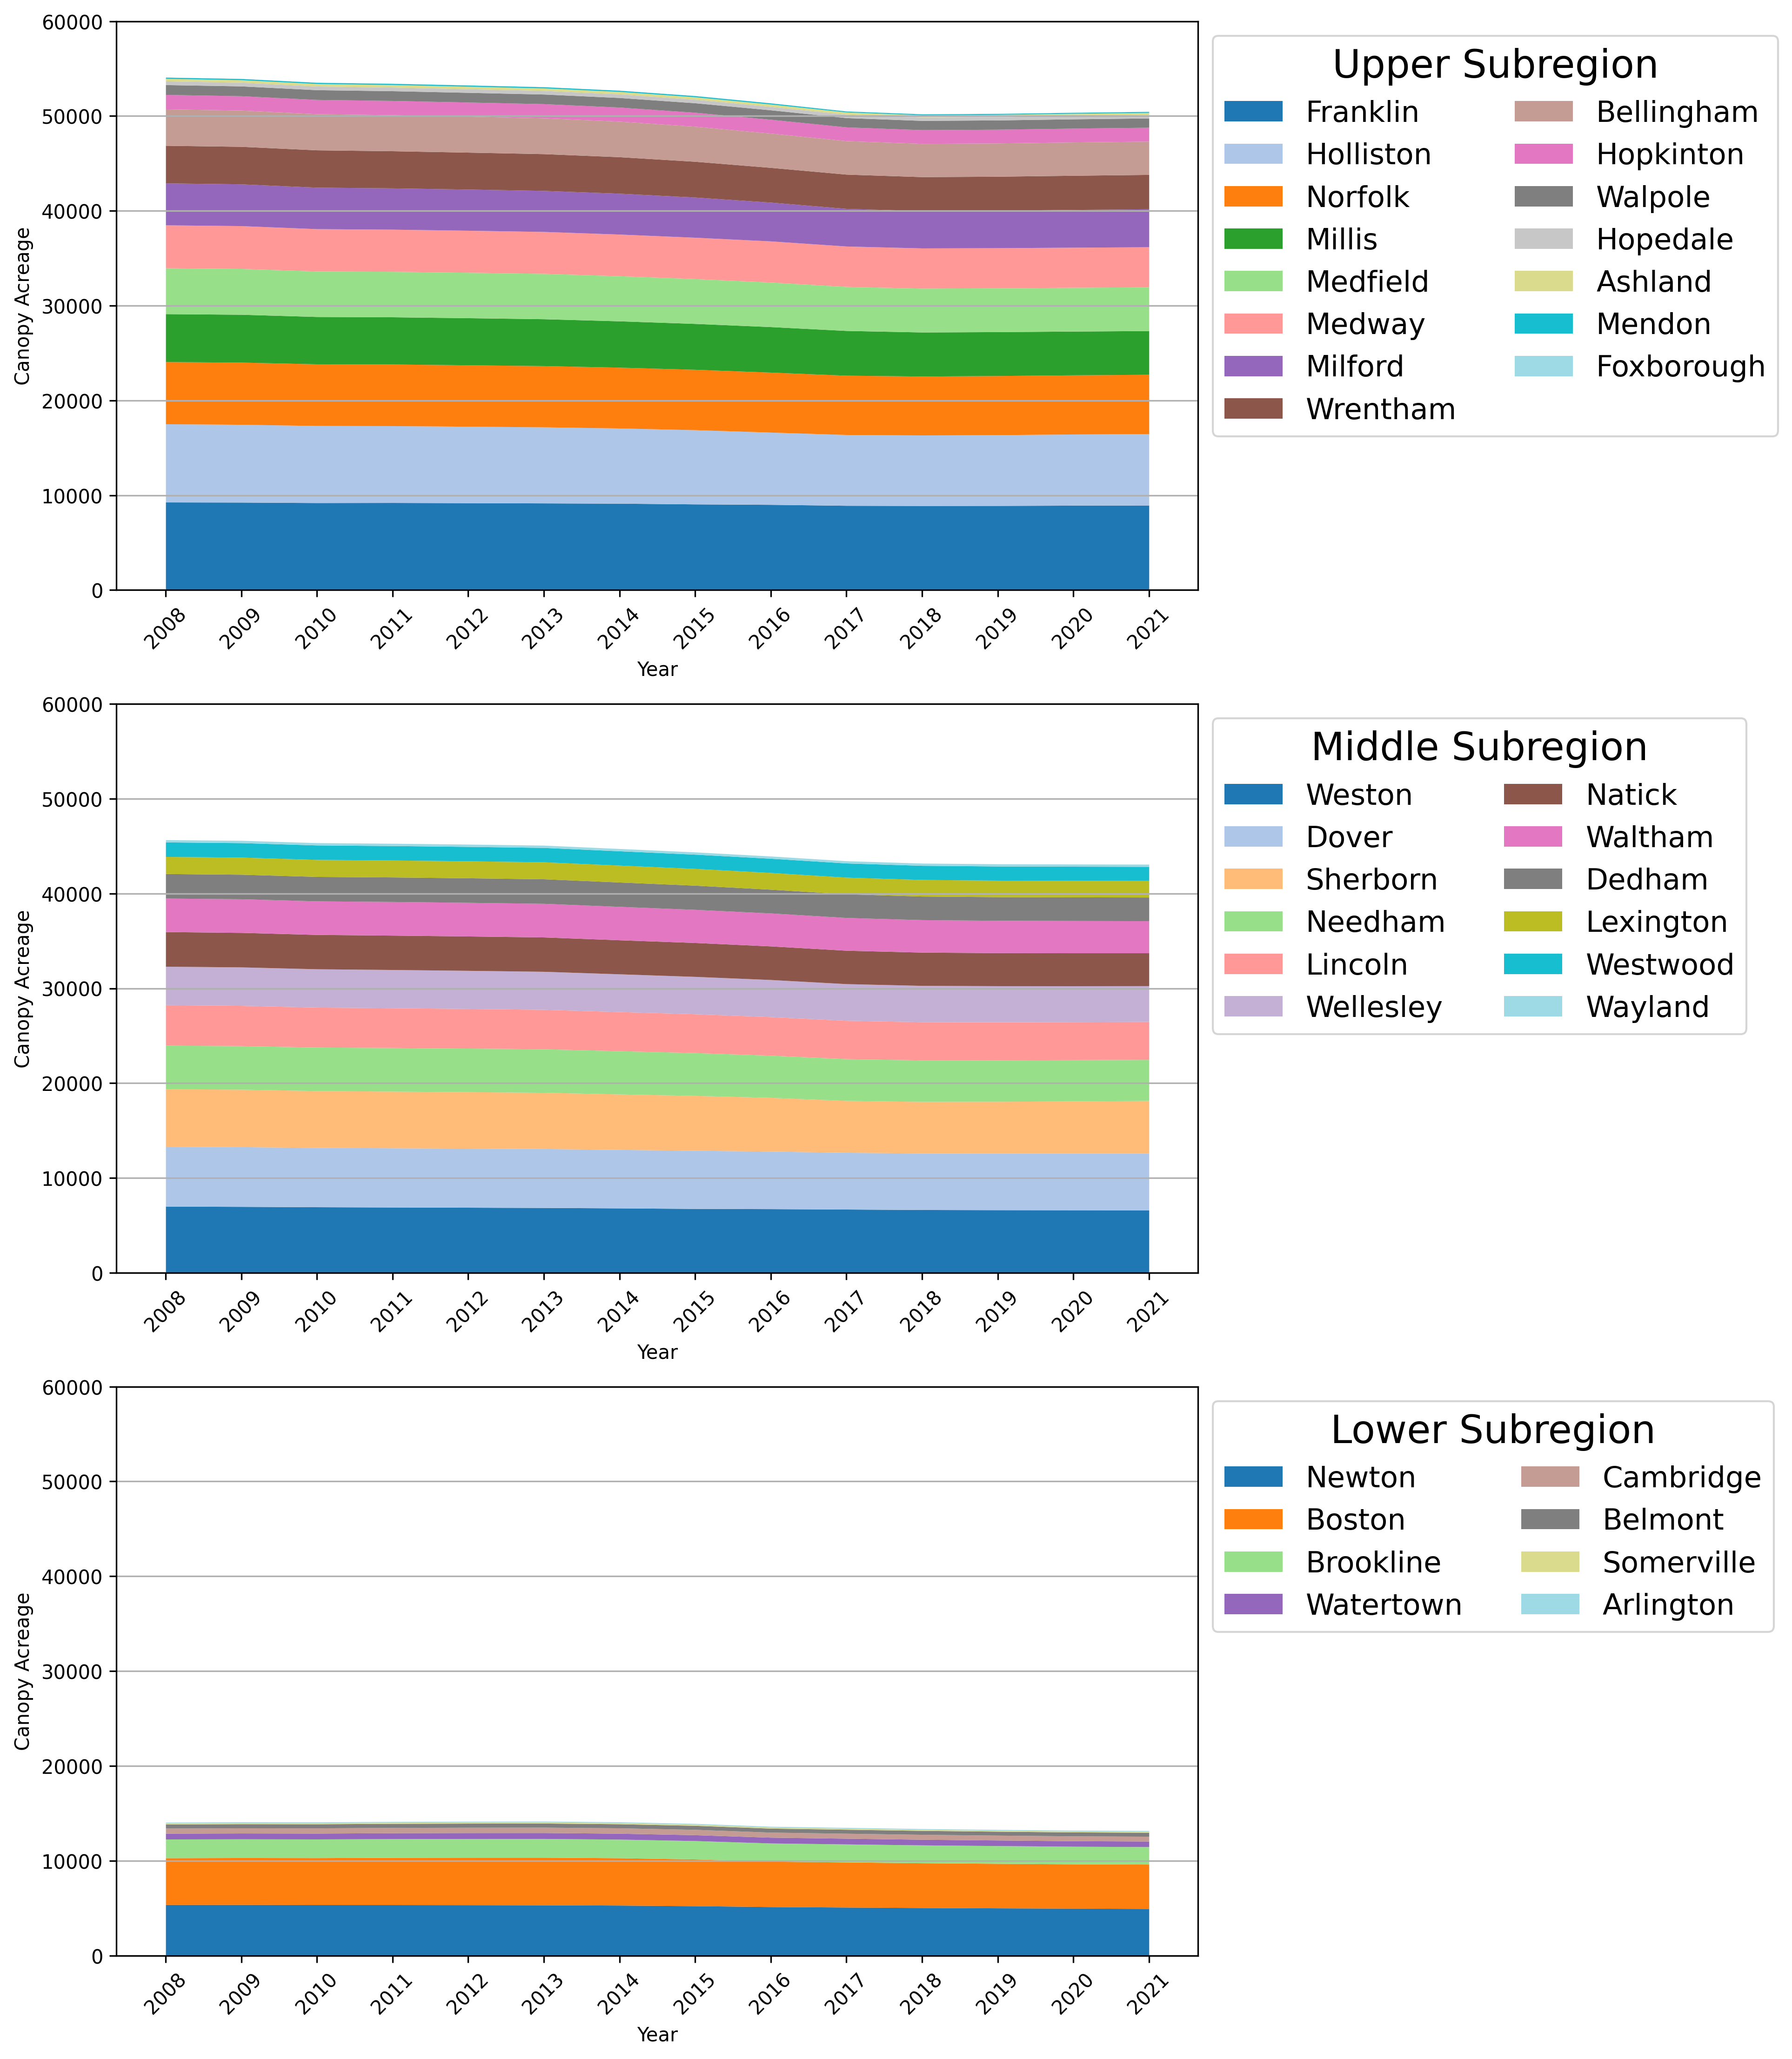 60000
50000
40000
30000
20000
10000
0
Canopy Acreage
2008 2009 2010 2011 2012 2013 2014 2015 2016 2017 2018 2019 2020 2021
Year
Upper Subregion
Franklin Bellingham
Holliston Hopkinton
Norfolk Walpole
Millis Hopedale
Medfield Ashland
Medway Mendon
Milford Foxborough
Wrentham
60000
50000
40000
30000
20000
10000
0
Canopy Acreage
2008 2009 2010 2011 2012 2013 2014 2015 2016 2017 2018 2019 2020 2021
Year
Middle Subregion
Weston Natick
Dover Waltham
Sherborn Dedham
Needham Lexington
Lincoln Westwood
Wellesley Wayland
60000
50000
40000
30000
20000
10000
0
Canopy Acreage
2008 2009 2010 2011 2012 2013 2014 2015 2016 2017 2018 2019 2020 2021
Year
Lower Subregion
Newton Cambridge
Boston Belmont
Brookline Somerville
Watertown Arlington